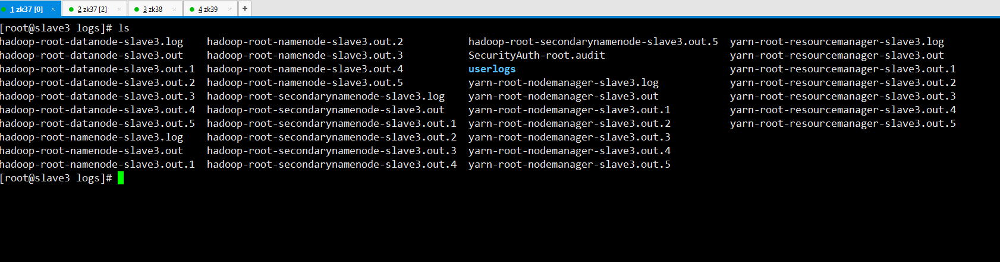 1 zk37 [0] × 2 zk37 [2] × 3 zk38 × 4 zk39 × +
[root@slave3 logs]# ls
hadoop-root-datanode-slave3.log hadoop-root-namenode-slave3.out.2 hadoop-root-secondarynamenode-slave3.out.5 yarn-root-resourcemanager-slave3.log
hadoop-root-datanode-slave3.out hadoop-root-namenode-slave3.out.3 SecurityAuth-root.audit yarn-root-resourcemanager-slave3.out
hadoop-root-datanode-slave3.out.1 hadoop-root-namenode-slave3.out.4 userlogs yarn-root-resourcemanager-slave3.out.1
hadoop-root-datanode-slave3.out.2 hadoop-root-namenode-slave3.out.5 yarn-root-nodemanager-slave3.log yarn-root-resourcemanager-slave3.out.2
hadoop-root-datanode-slave3.out.3 hadoop-root-secondarynamenode-slave3.log yarn-root-nodemanager-slave3.out yarn-root-resourcemanager-slave3.out.3
hadoop-root-datanode-slave3.out.4 hadoop-root-secondarynamenode-slave3.out yarn-root-nodemanager-slave3.out.1 yarn-root-resourcemanager-slave3.out.4
hadoop-root-datanode-slave3.out.5 hadoop-root-secondarynamenode-slave3.out.1 yarn-root-nodemanager-slave3.out.2 yarn-root-resourcemanager-slave3.out.5
hadoop-root-namenode-slave3.log hadoop-root-secondarynamenode-slave3.out.2 yarn-root-nodemanager-slave3.out.3
hadoop-root-namenode-slave3.out hadoop-root-secondarynamenode-slave3.out.3 yarn-root-nodemanager-slave3.out.4
hadoop-root-namenode-slave3.out.1 hadoop-root-secondarynamenode-slave3.out.4 yarn-root-nodemanager-slave3.out.5
[root@slave3 logs]#